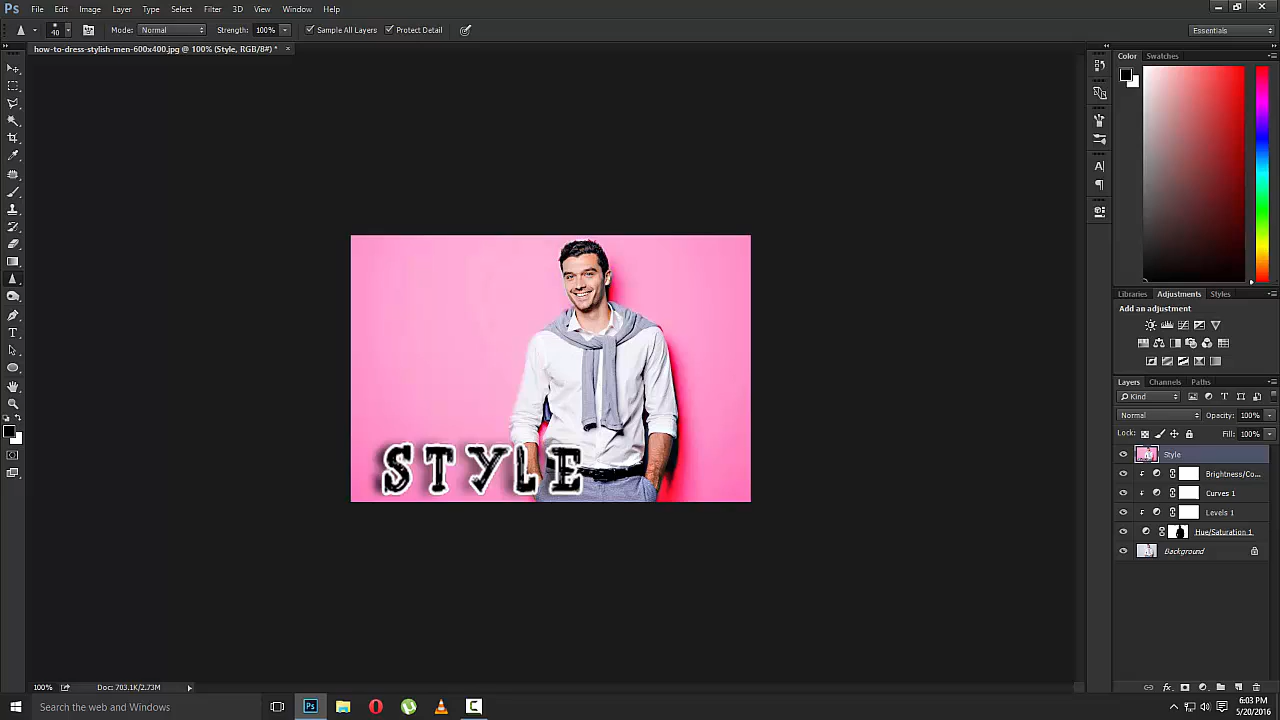 Ps File Edit Image Layer Type Select Filter 3D View Window Help
40 Mode: Normal Strength: 100% Sample All Layers Protect Detail Essentials
how-to-dress-stylish-men-600x400.jpg @ 100% (Style, RGB/8#) * ×
Color Swatches
STYLE
Libraries Adjustments Styles
Add an adjustment
Layers Channels Paths
Kind
Normal Opacity: 100%
Lock: Fill: 100%
Style
Brightness/Co...
Curves 1
Levels 1
Hue/Saturation 1
Background
100% Doc: 703.1K/2.73M
Search the web and Windows
Ps
C
6:03 PM
5/20/2016